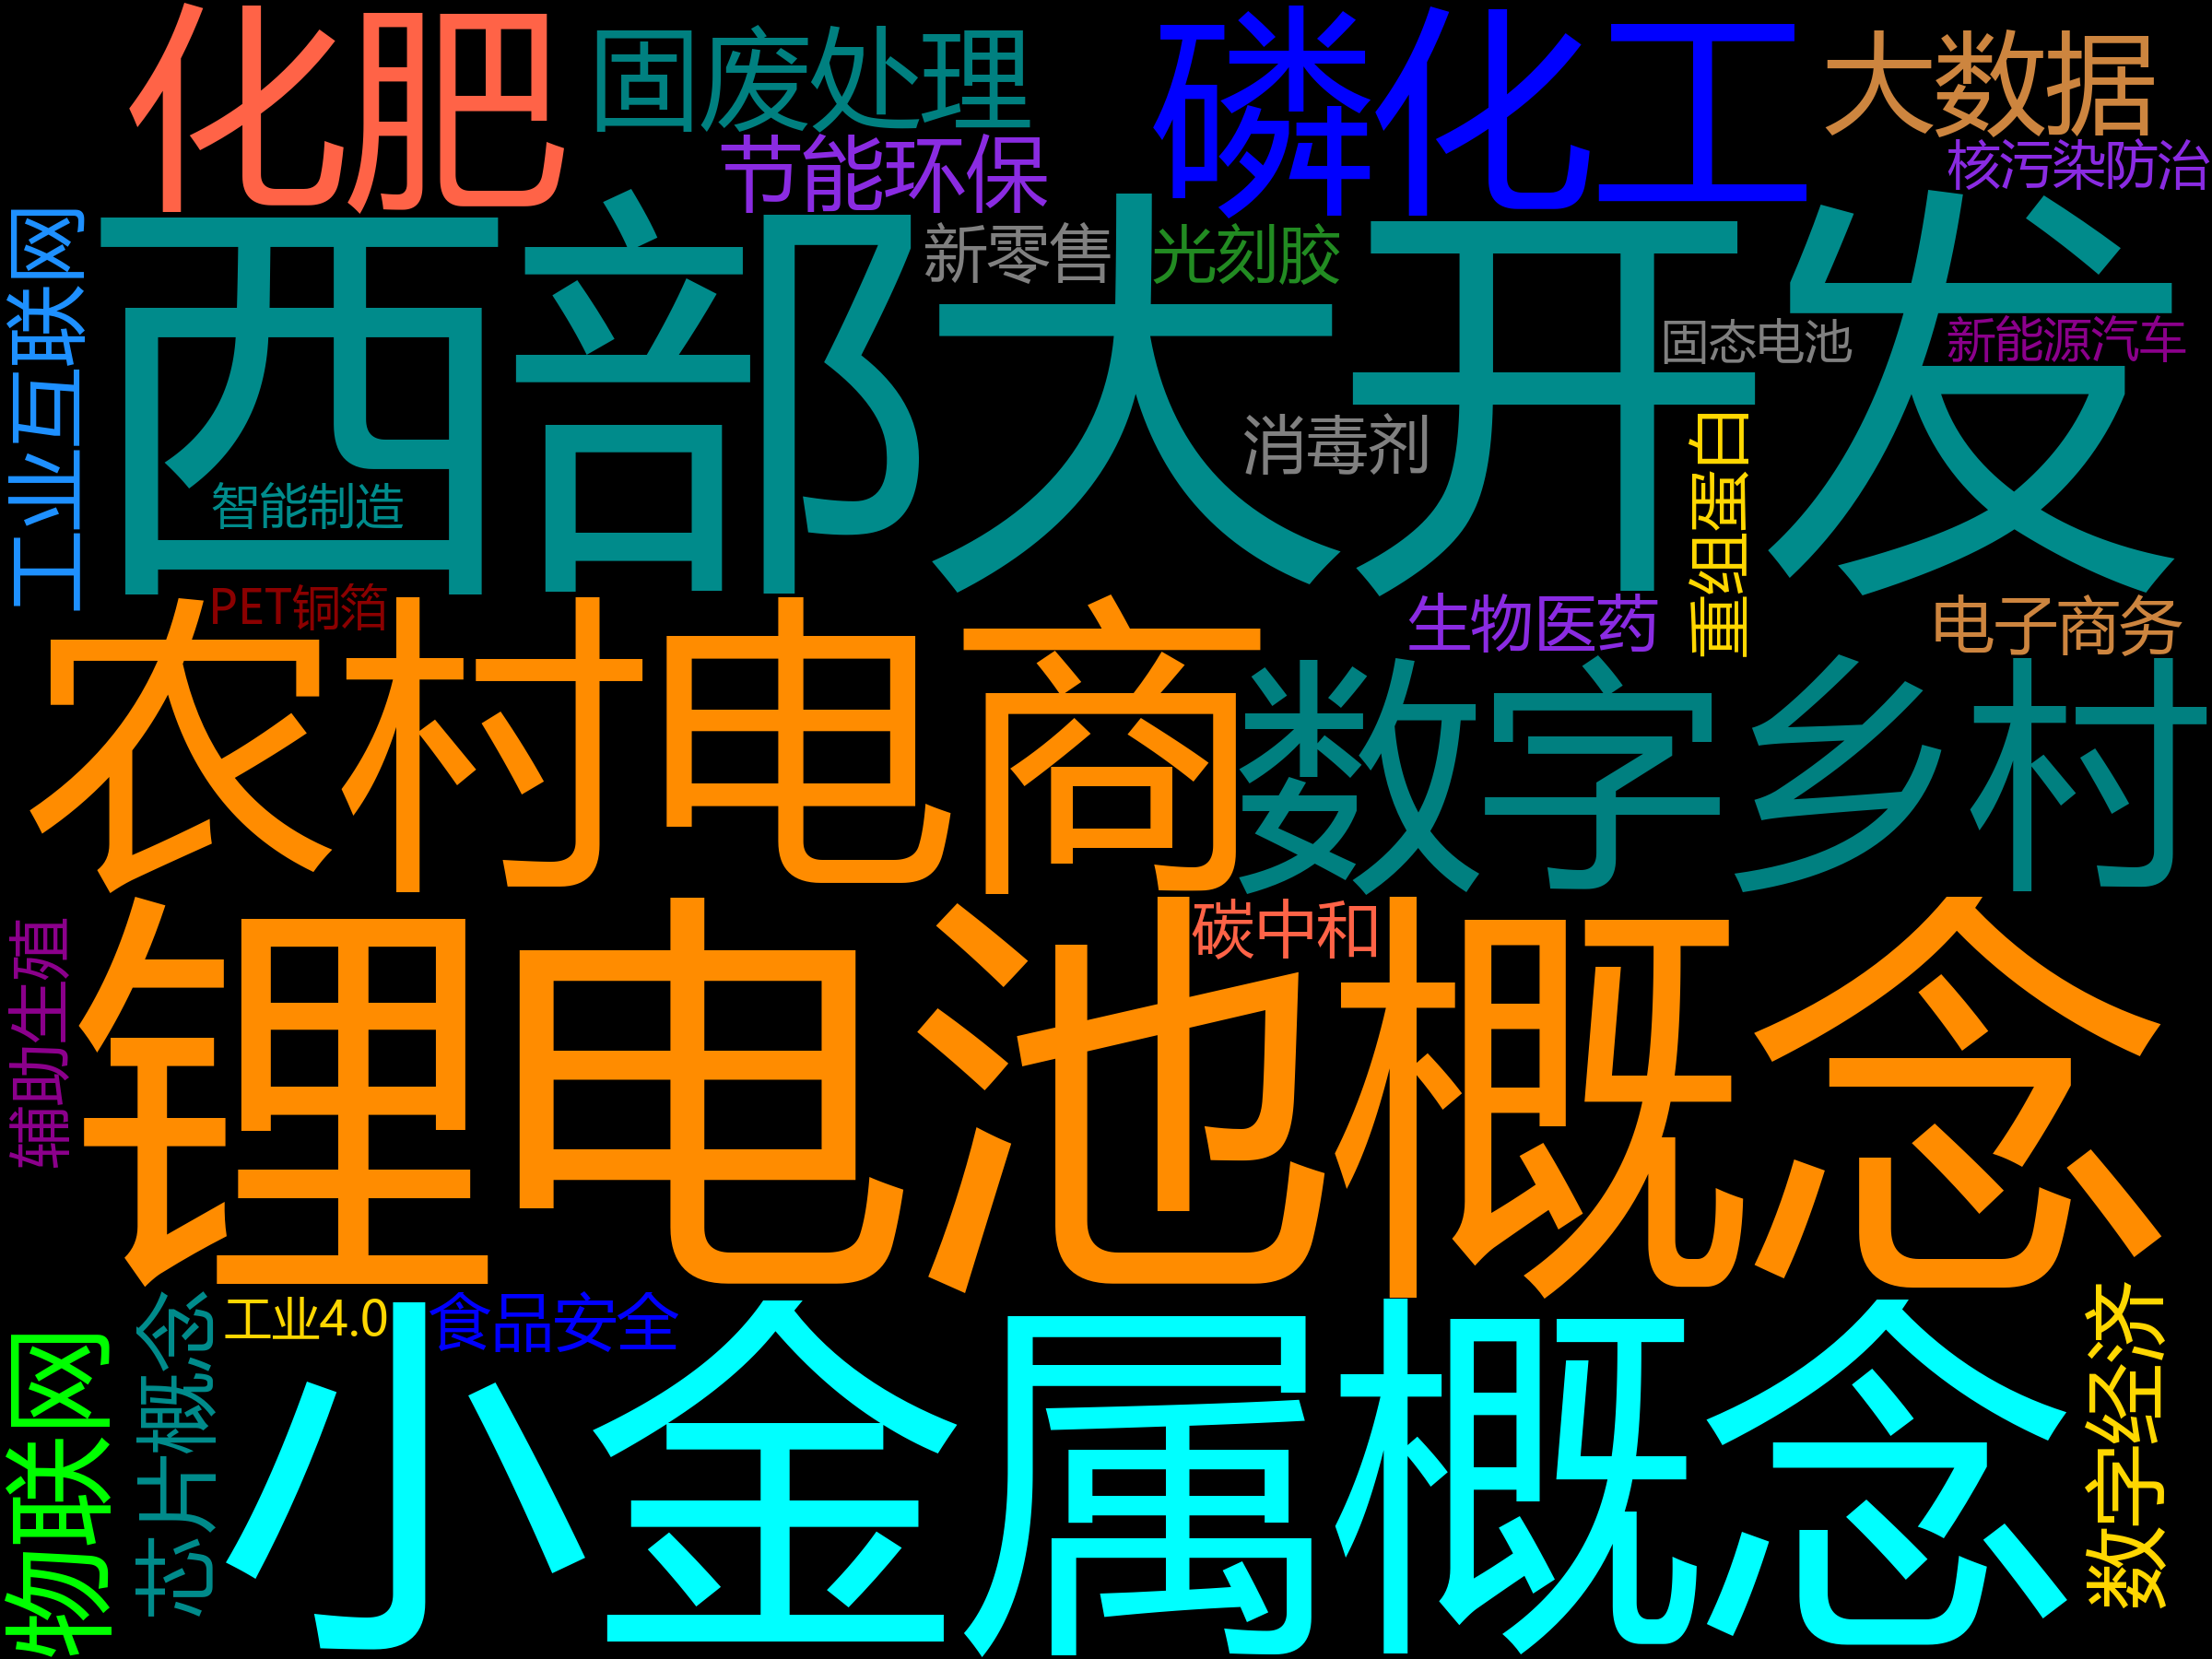 化肥
固废处理
磷化工
大数据
节能环保
核污染防治
工业互联网
西部大开发
新零售
光刻胶
固态电池
新能源汽车
消毒剂
重组蛋白
智能制造
PET铜箔
生物医药
电子商务
农村电商
数字乡村
辅助生殖
碳中和
锂电池概念
物联网
芯片概念
工业4.0
食品安全
小金属概念
数字经济